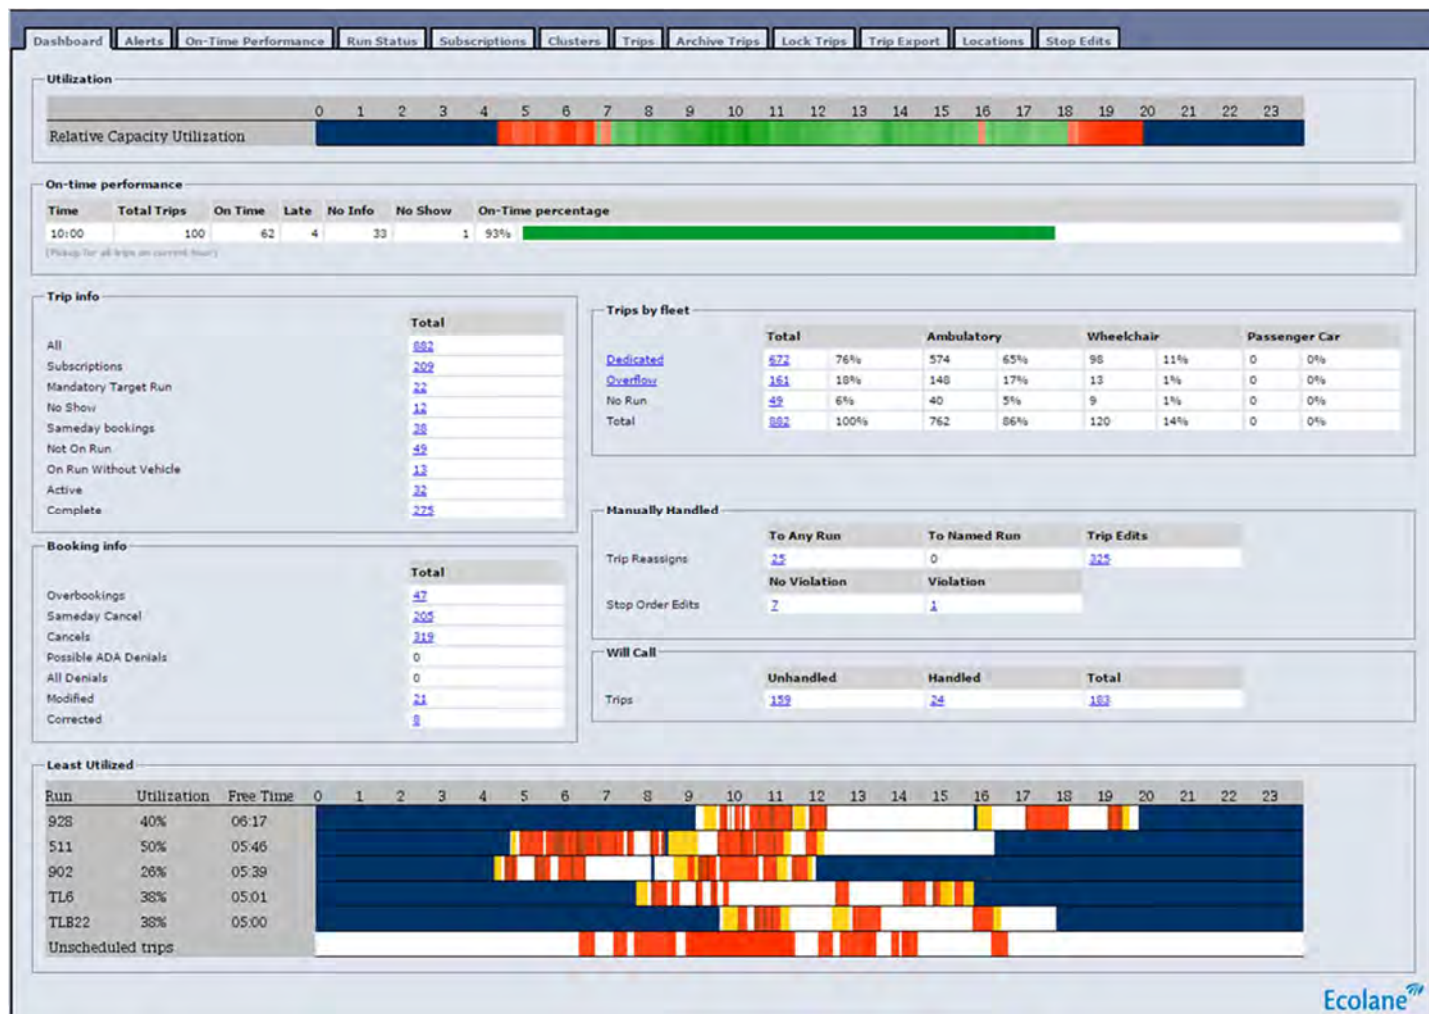 Dashboard Alerts On-Time Performance Run Status Subscriptions Clusters Trips Archive Trips Lock Trips Trip Export Locations Stop Edits
Utilization
0 1 2 3 4 5 6 7 8 9 10 11 12 13 14 15 16 17 18 19 20 21 22 23
Relative Capacity Utilization
On-time performance
Time Total Trips On Time Late No Info No Show On-Time percentage
10:00 100 62 4 33 1 93%
(Pickup for all trips on current hour)
Trip info
Total
All 882
Subscriptions 209
Mandatory Target Run 22
No Show 12
Sameday bookings 38
Not On Run 49
On Run Without Vehicle 13
Active 32
Complete 275
Booking info
Total
Overbookings 47
Sameday Cancel 205
Cancels 319
Possible ADA Denials 0
All Denials 0
Modified 21
Corrected 8
Trips by fleet
Total Ambulatory Wheelchair Passenger Car
Dedicated 672 76% 574 65% 98 11% 0 0%
Overflow 161 18% 148 17% 13 1% 0 0%
No Run 49 6% 40 5% 9 1% 0 0%
Total 882 100% 762 86% 120 14% 0 0%
Manually Handled
To Any Run To Named Run Trip Edits
Trip Reassigns 25 0 325
No Violation Violation
Stop Order Edits 7 1
Will Call
Unhandled Handled Total
Trips 159 24 183
Least Utilized
Run Utilization Free Time 0 1 2 3 4 5 6 7 8 9 10 11 12 13 14 15 16 17 18 19 20 21 22 23
928 40% 06:17
511 50% 05:46
902 26% 05:39
TL6 38% 05:01
TLB22 38% 05:00
Unscheduled trips
Ecolane